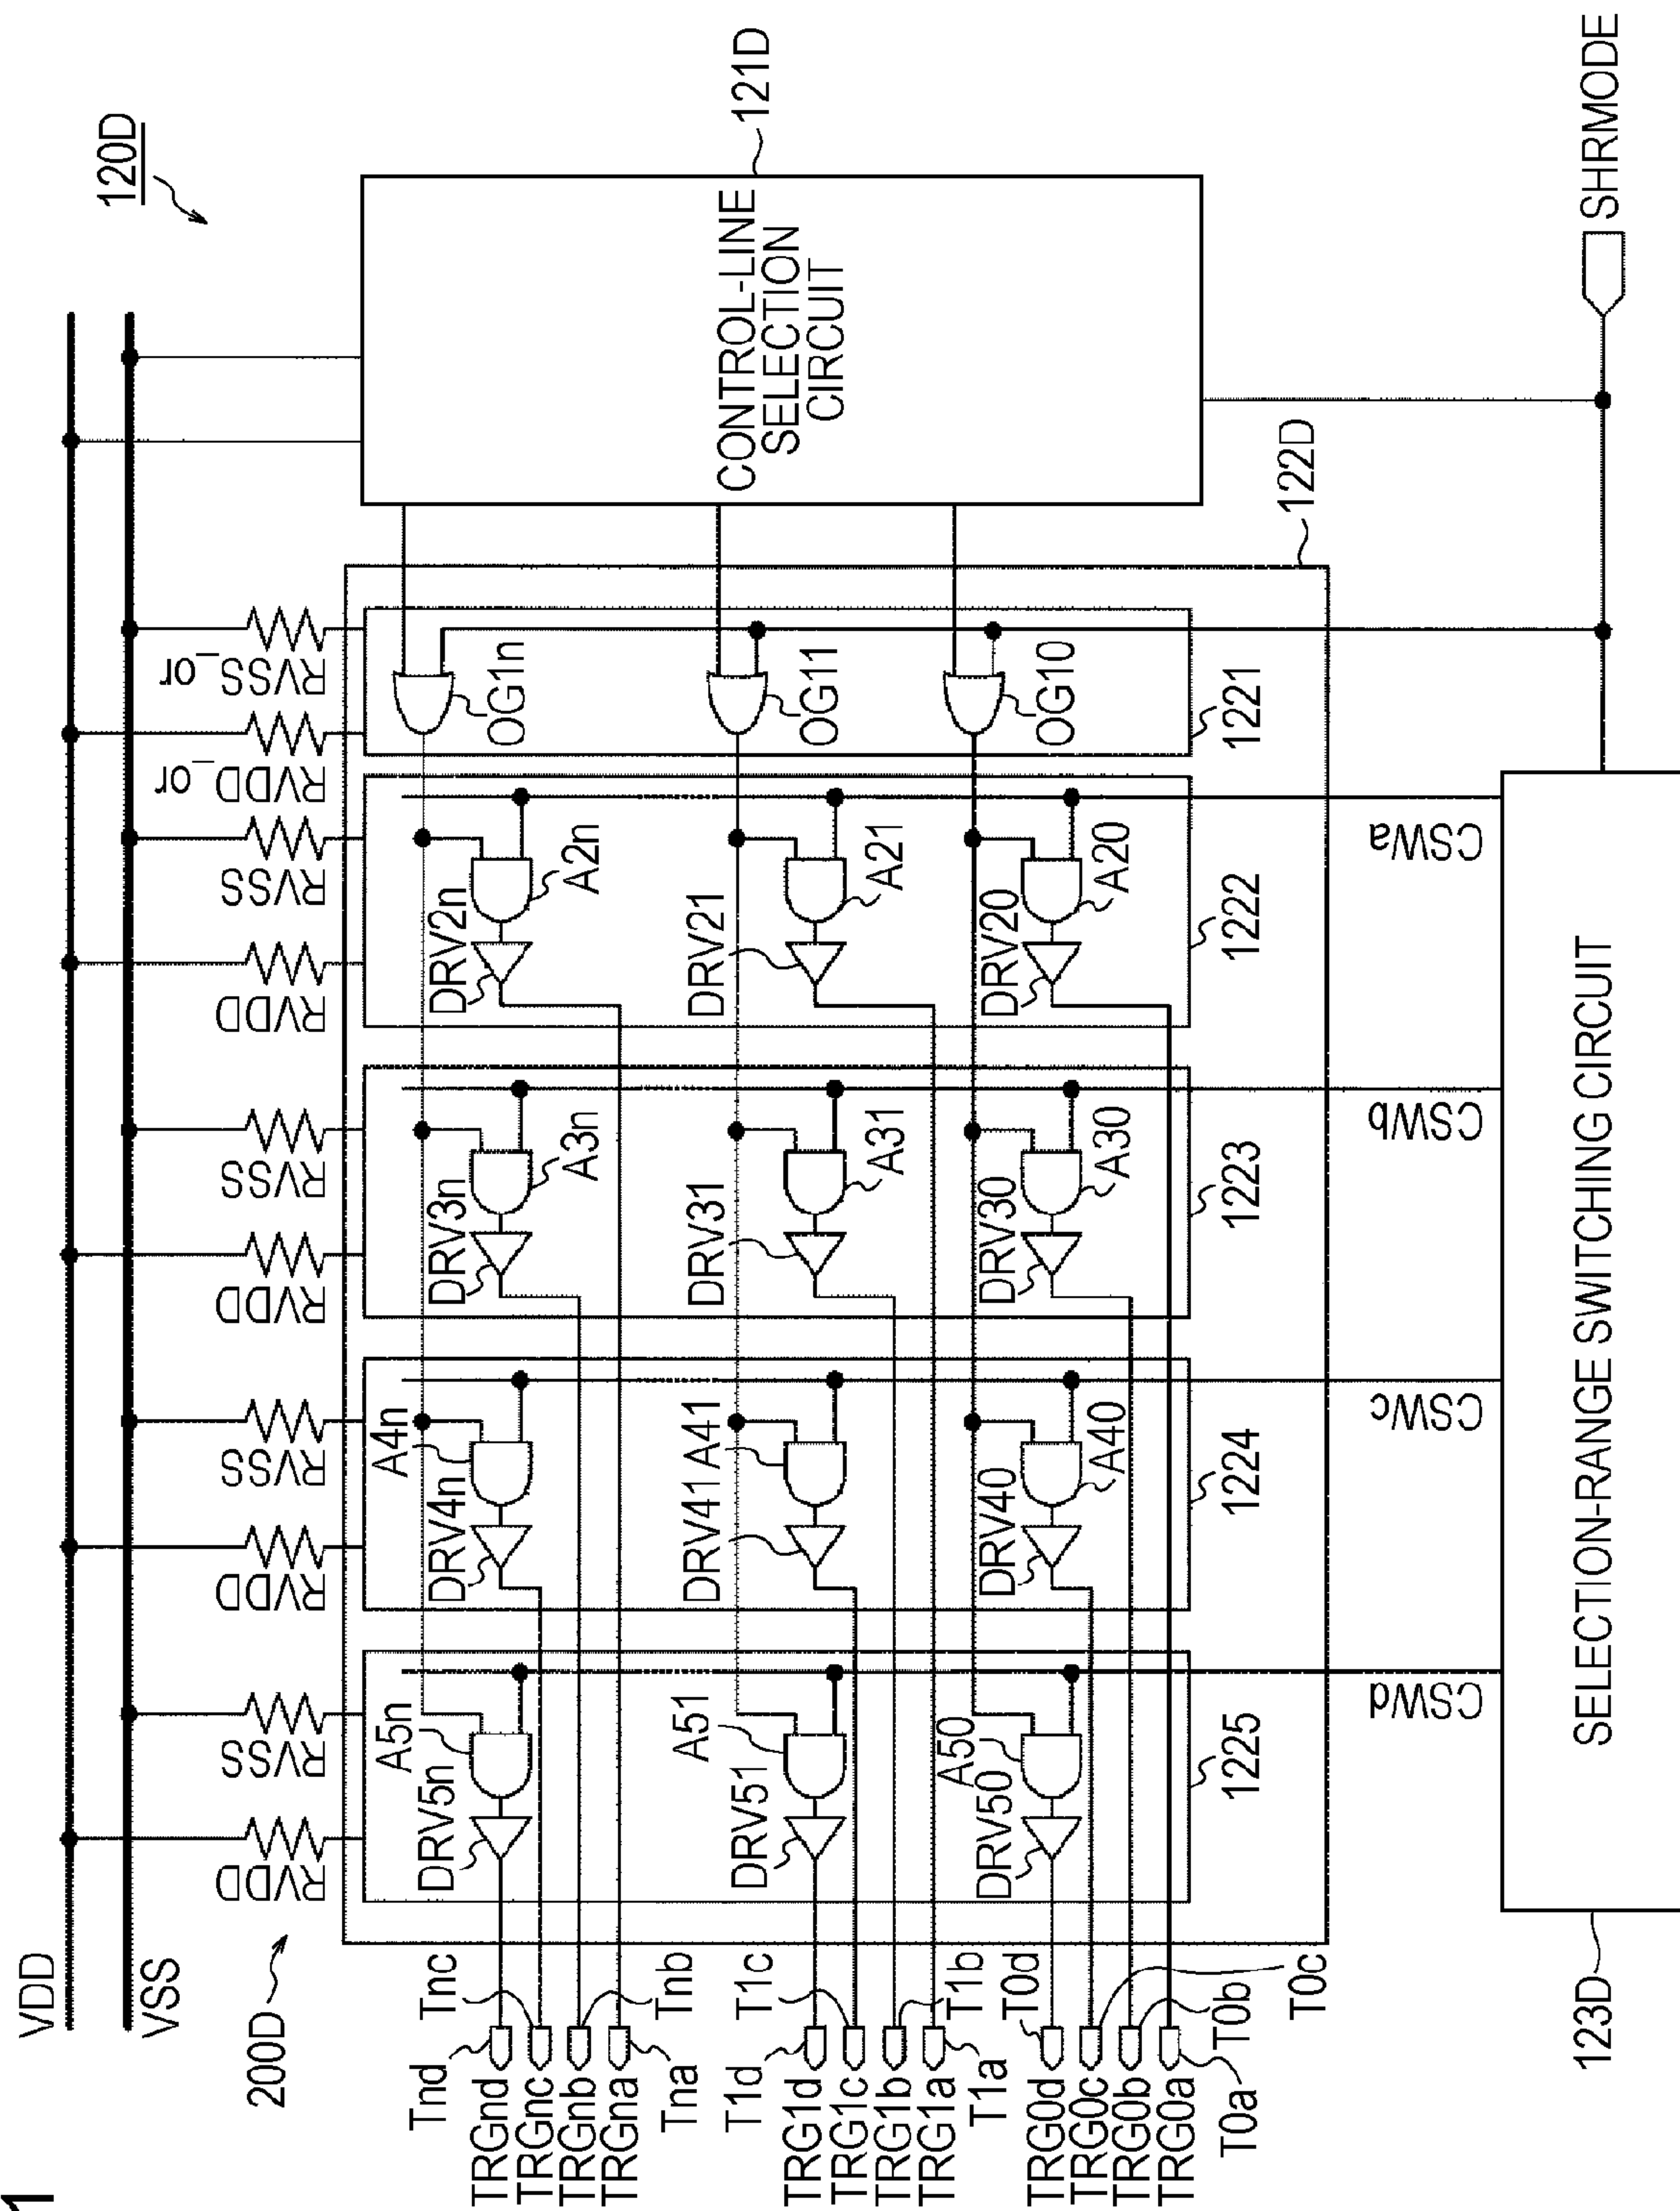 1
120D
VDD
VSS
200D
RVDD
RVSS
RVDD
RVSS
RVDD
RVSS
RVDD
RVSS
RVDD_or
RVSS_or
121D
CONTROL-LINE
SELECTION
CIRCUIT
Tnd
Tnc
TRGnd
TRGnc
TRGnb
TRGna
Tnb
Tna
A5n
DRV5n
A4n
DRV4n
DRV3n
A3n
DRV2n
A2n
OG1n
T1d
T1c
TRG1d
TRG1c
TRG1b
TRG1a
T1b
T1a
A51
DRV51
DRV41
A41
DRV31
A31
DRV21
A21
OG11
T0d
TRG0d
TRG0c
TRG0b
TRG0a
T0a
T0b
T0c
A50
DRV50
DRV40
A40
DRV30
A30
DRV20
A20
OG10
1225
1224
1223
1222
1221
122D
CSWd
CSWc
CSWb
CSWa
SHRMODE
SELECTION-RANGE SWITCHING CIRCUIT
123D